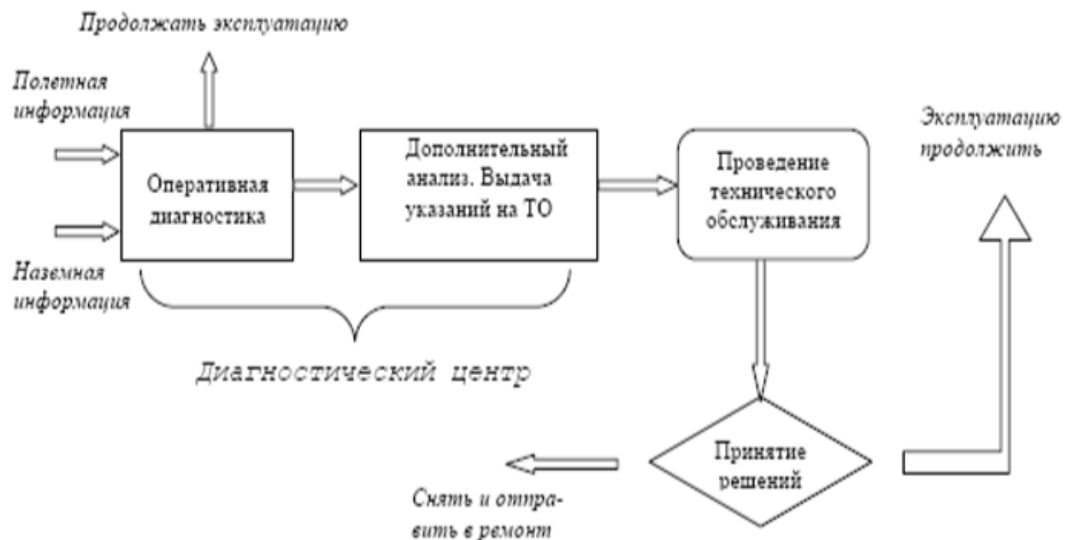 Продолжать эксплуатацию
Полетная
информация
Наземная
информация
Оперативная
диагностика
Дополнительный
анализ. Выдача
указаний на ТО
Диагностический центр
Проведение
технического
обслуживания
Эксплуатацию
продолжить
Принятие
решений
Снять и отпра-
вить в ремонт